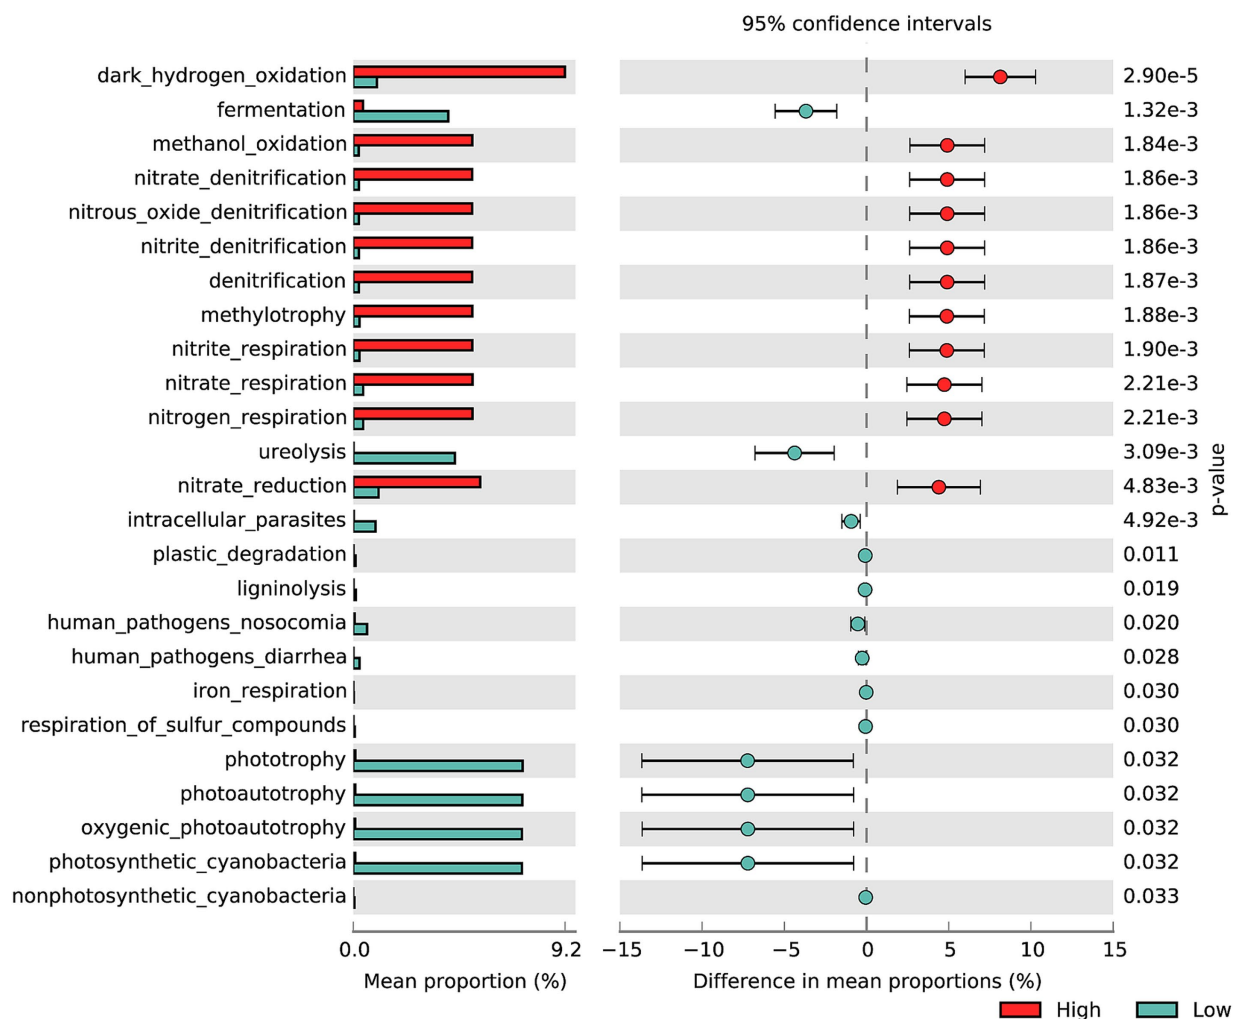 95% confidence intervals
dark_hydrogen_oxidation 2.90e-5
fermentation 1.32e-3
methanol_oxidation 1.84e-3
nitrate_denitrification 1.86e-3
nitrous_oxide_denitrification 1.86e-3
nitrite_denitrification 1.86e-3
denitrification 1.87e-3
methylotrophy 1.88e-3
nitrite_respiration 1.90e-3
nitrate_respiration 2.21e-3
nitrogen_respiration 2.21e-3
ureolysis 3.09e-3
nitrate_reduction 4.83e-3
intracellular_parasites 4.92e-3
plastic_degradation 0.011
ligninolysis 0.019
human_pathogens_nosocomia 0.020
human_pathogens_diarrhea 0.028
iron_respiration 0.030
respiration_of_sulfur_compounds 0.030
phototrophy 0.032
photoautotrophy 0.032
oxygenic_photoautotrophy 0.032
photosynthetic_cyanobacteria 0.032
nonphotosynthetic_cyanobacteria 0.033
p-value
0.0 9.2 −15 −10 −5 0 5 10 15
Mean proportion (%) Difference in mean proportions (%)
High Low